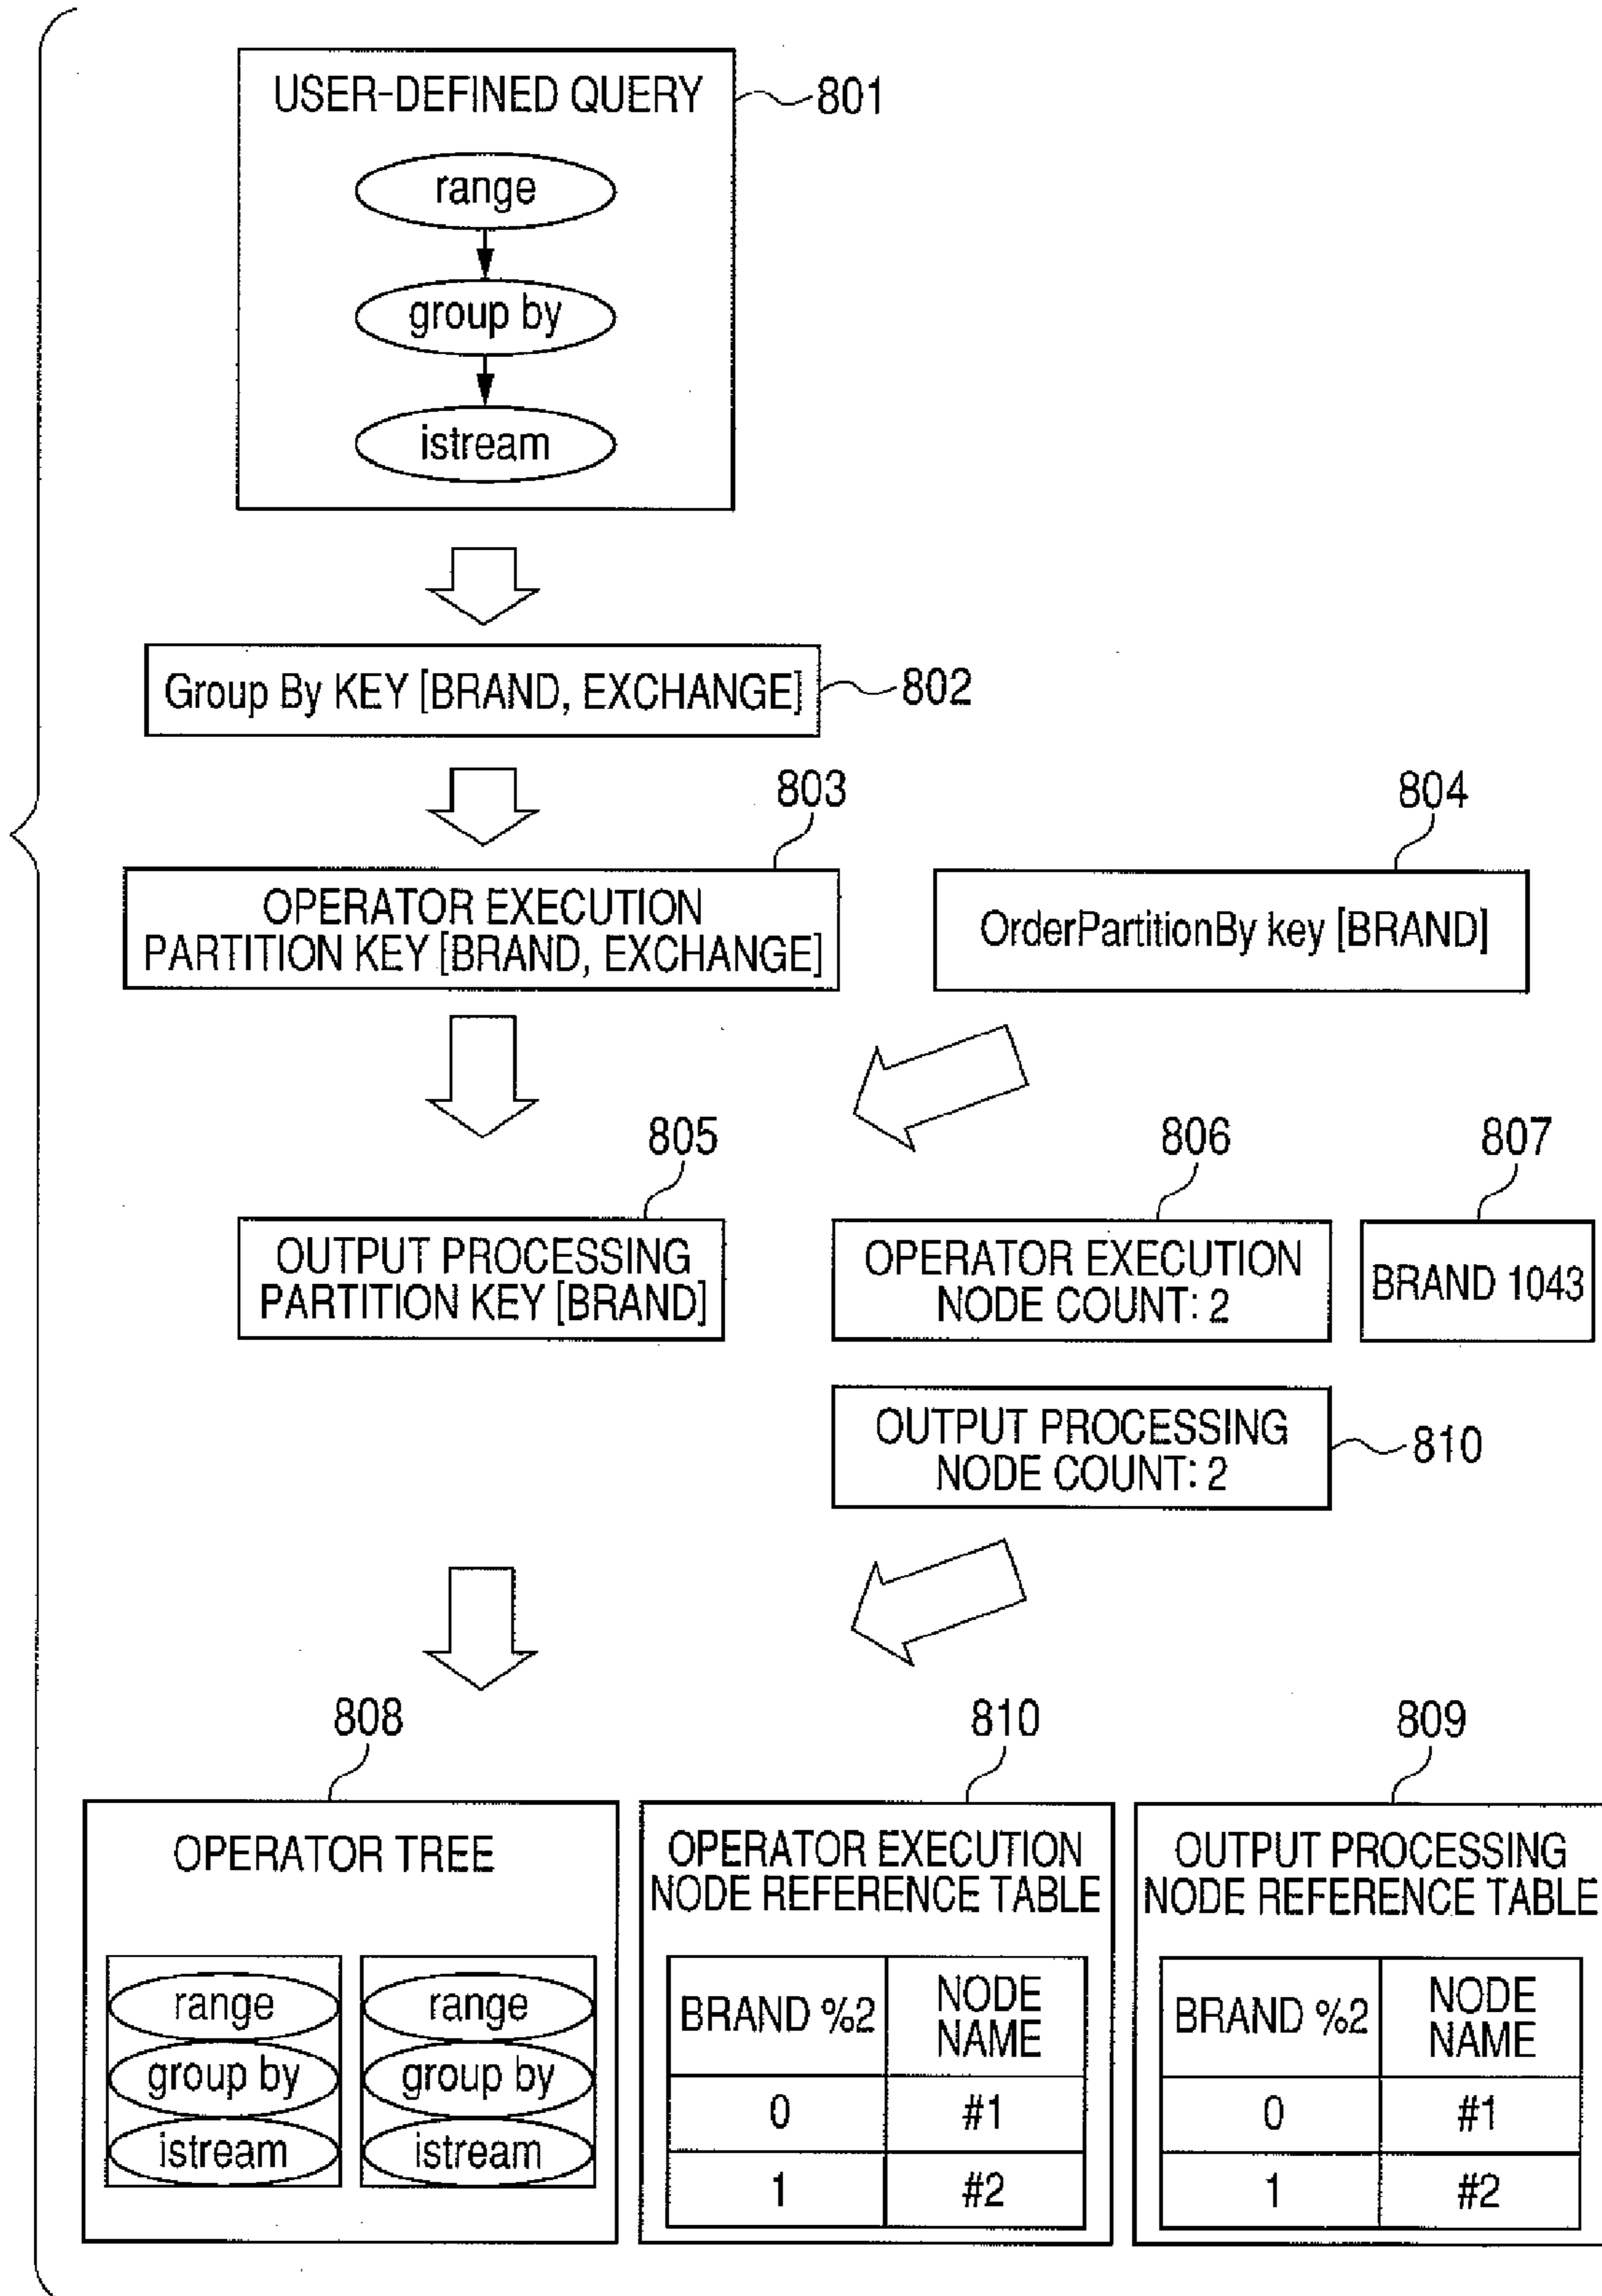 USER-DEFINED QUERY
801
range
group by
istream
Group By KEY [BRAND, EXCHANGE]
802
803
804
OPERATOR EXECUTION
PARTITION KEY [BRAND, EXCHANGE]
OrderPartitionBy key [BRAND]
805
806
807
OUTPUT PROCESSING
PARTITION KEY [BRAND]
OPERATOR EXECUTION
NODE COUNT: 2
BRAND 1043
OUTPUT PROCESSING
NODE COUNT: 2
810
808
810
809
OPERATOR TREE
range
group by
istream
range
group by
istream
OPERATOR EXECUTION
NODE REFERENCE TABLE
BRAND %2
NODE
NAME
0
#1
1
#2
OUTPUT PROCESSING
NODE REFERENCE TABLE
BRAND %2
NODE
NAME
0
#1
1
#2